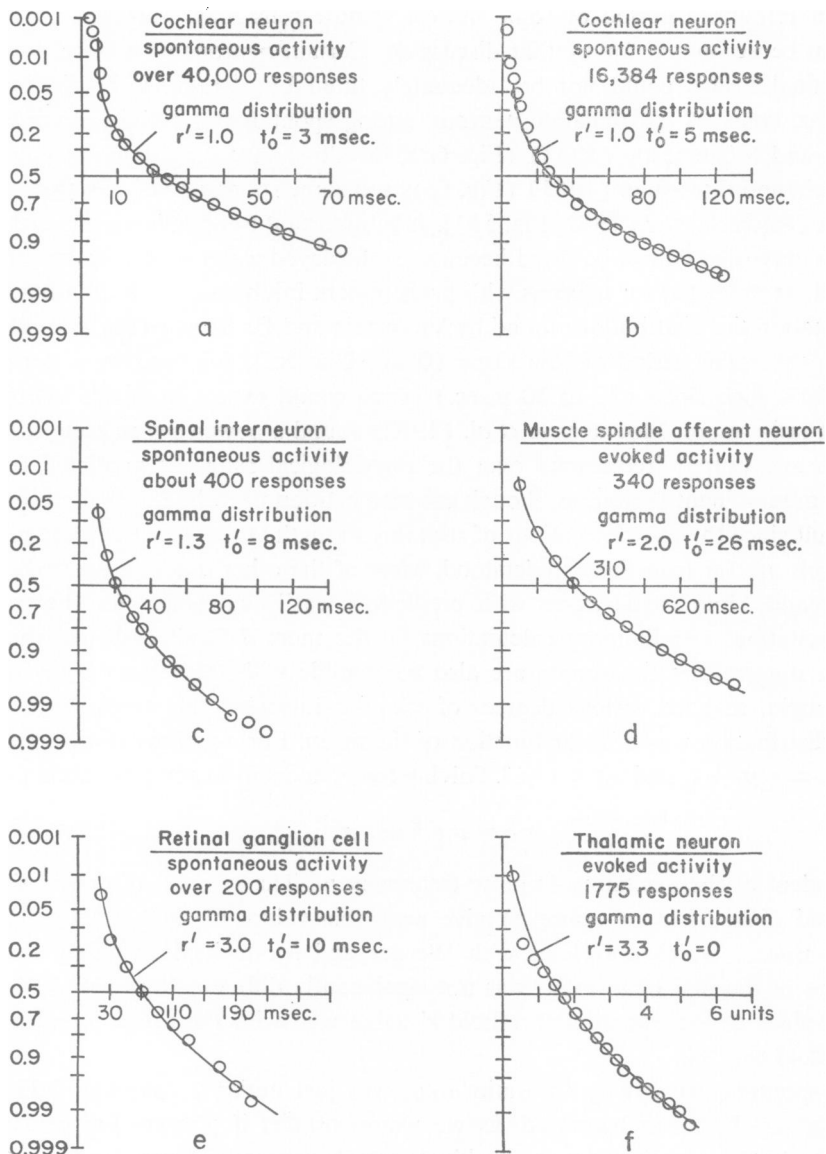 Cochlear neuron
spontaneous activity
over 40,000 responses
gamma distribution
r'=1.0 t₀'=3 msec.
0.001
0.01
0.05
0.2
0.5
0.7
0.9
0.99
0.999
10
50
70 msec.
a
Cochlear neuron
spontaneous activity
16,384 responses
gamma distribution
r'=1.0 t₀'=5 msec.
80
120 msec.
b
Spinal interneuron
spontaneous activity
about 400 responses
gamma distribution
r'=1.3 t₀'=8 msec.
0.001
0.01
0.05
0.2
0.5
0.7
0.9
0.99
0.999
40
80
120 msec.
c
Muscle spindle afferent neuron
evoked activity
340 responses
gamma distribution
r'=2.0 t₀'=26 msec.
310
620 msec.
d
Retinal ganglion cell
spontaneous activity
over 200 responses
gamma distribution
r'=3.0 t₀'=10 msec.
0.001
0.01
0.05
0.2
0.5
0.7
0.9
0.99
0.999
30
110
190 msec.
e
Thalamic neuron
evoked activity
1775 responses
gamma distribution
r'=3.3 t₀'=0
4
6 units
f